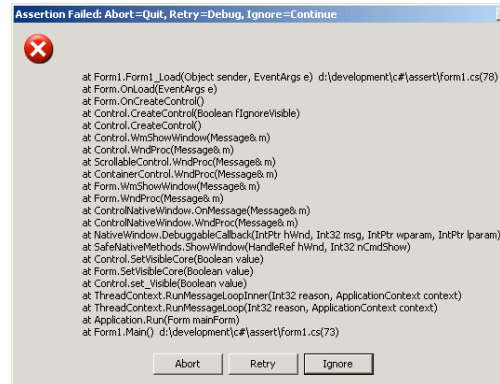 Assertion Failed: Abort=Quit, Retry=Debug, Ignore=Continue
at Form1.Form1_Load(Object sender, EventArgs e) d:\development\c#\assert\form1.cs(78)
at Form.OnLoad(EventArgs e)
at Form.OnCreateControl()
at Control.CreateControl(Boolean fIgnoreVisible)
at Control.CreateControl()
at Control.WmShowWindow(Message& m)
at Control.WndProc(Message& m)
at ScrollableControl.WndProc(Message& m)
at ContainerControl.WndProc(Message& m)
at Form.WmShowWindow(Message& m)
at Form.WndProc(Message& m)
at ControlNativeWindow.OnMessage(Message& m)
at ControlNativeWindow.WndProc(Message& m)
at NativeWindow.DebuggableCallback(IntPtr hWnd, Int32 msg, IntPtr wparam, IntPtr lparam)
at SafeNativeMethods.ShowWindow(HandleRef hWnd, Int32 nCmdShow)
at Control.SetVisibleCore(Boolean value)
at Form.SetVisibleCore(Boolean value)
at Control.set_Visible(Boolean value)
at ThreadContext.RunMessageLoopInner(Int32 reason, ApplicationContext context)
at ThreadContext.RunMessageLoop(Int32 reason, ApplicationContext context)
at Application.Run(Form mainForm)
at Form1.Main() d:\development\c#\assert\form1.cs(73)
Abort Retry Ignore